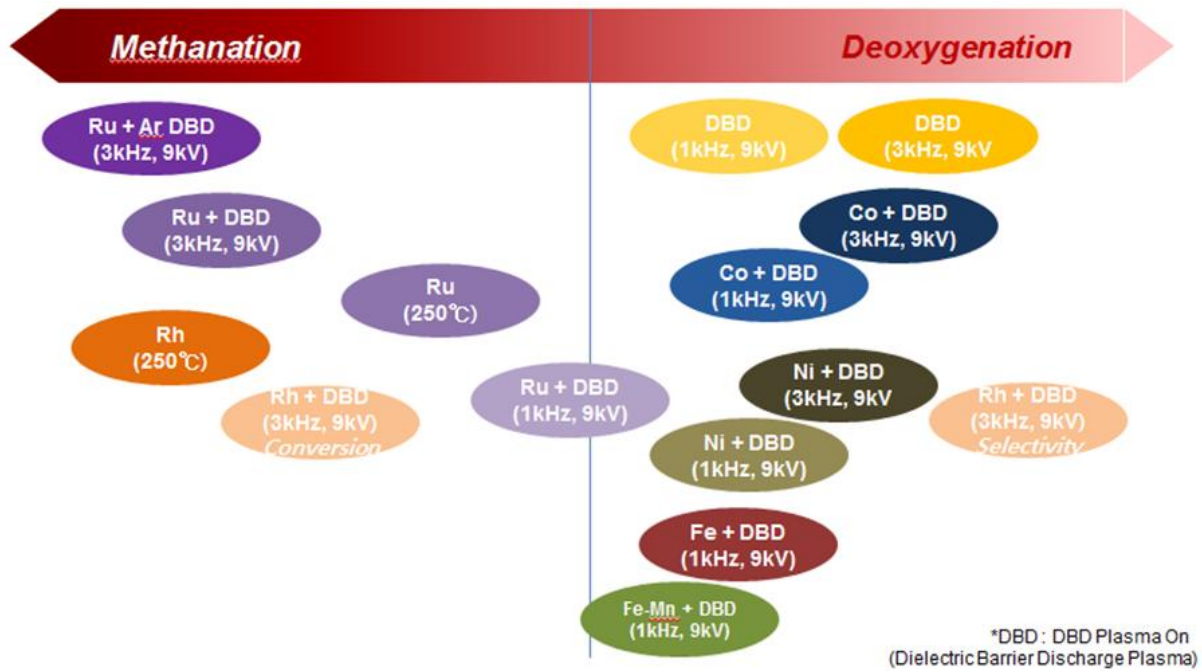 Methanation
Deoxygenation
Ru + Ar DBD
(3kHz, 9kV)
DBD
(1kHz, 9kV)
DBD
(3kHz, 9kV
Ru + DBD
(3kHz, 9kV)
Co + DBD
(3kHz, 9kV)
Co + DBD
(1kHz, 9kV)
Ru
(250℃)
Rh
(250℃)
Ru + DBD
(1kHz, 9kV)
Ni + DBD
(3kHz, 9kV
Rh + DBD
(3kHz, 9kV)
Conversion
Rh + DBD
(3kHz, 9kV)
Selectivity
Ni + DBD
(1kHz, 9kV)
Fe + DBD
(1kHz, 9kV)
Fe-Mn + DBD
(1kHz, 9kV)
*DBD : DBD Plasma On
(Dielectric Barrier Discharge Plasma)